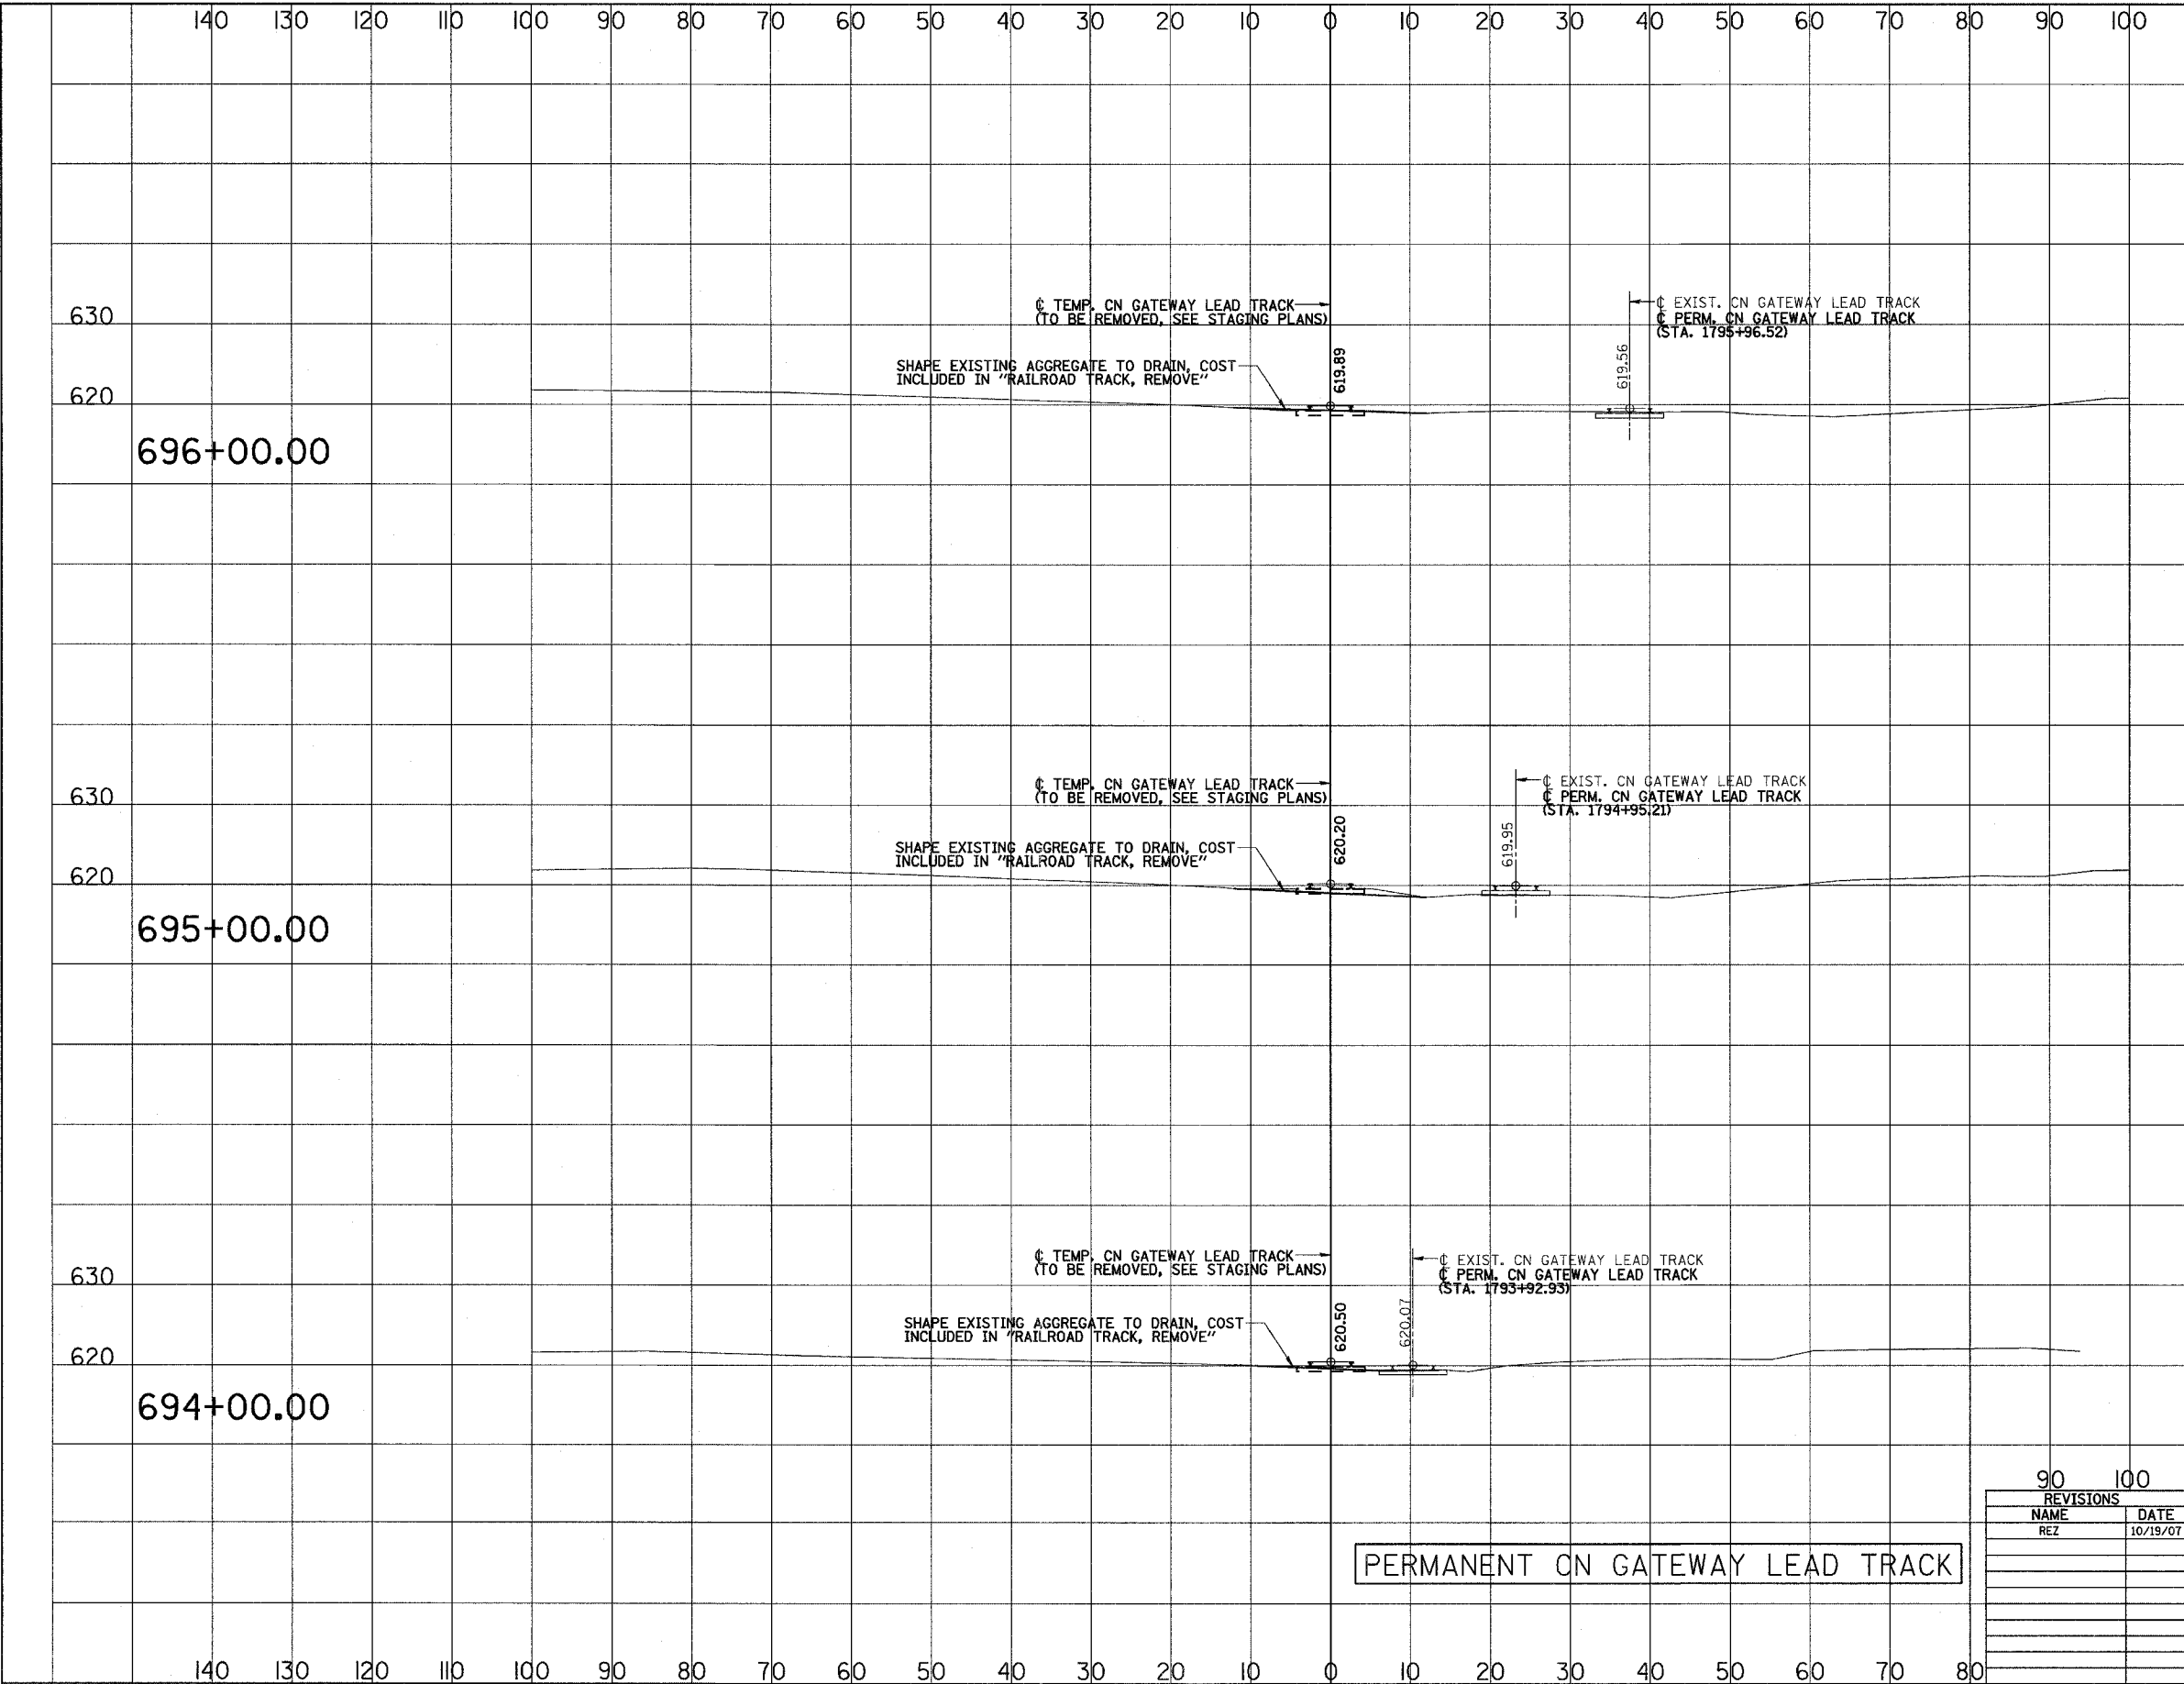 140 130 120 110 100 90 80 70 60 50 40 30 20 10 0 10 20 30 40 50 60 70 80 90 100
℄ TEMP. CN GATEWAY LEAD TRACK
(TO BE REMOVED, SEE STAGING PLANS)
℄ EXIST. CN GATEWAY LEAD TRACK
℄ PERM. CN GATEWAY LEAD TRACK
(STA. 1795+96.52)
630
SHAPE EXISTING AGGREGATE TO DRAIN, COST
INCLUDED IN "RAILROAD TRACK, REMOVE"
619.89
619.56
620
696+00.00
℄ TEMP. CN GATEWAY LEAD TRACK
(TO BE REMOVED, SEE STAGING PLANS)
℄ EXIST. CN GATEWAY LEAD TRACK
℄ PERM. CN GATEWAY LEAD TRACK
(STA. 1794+95.21)
630
SHAPE EXISTING AGGREGATE TO DRAIN, COST
INCLUDED IN "RAILROAD TRACK, REMOVE"
620.20
619.95
620
695+00.00
℄ TEMP. CN GATEWAY LEAD TRACK
(TO BE REMOVED, SEE STAGING PLANS)
℄ EXIST. CN GATEWAY LEAD TRACK
℄ PERM. CN GATEWAY LEAD TRACK
(STA. 1793+92.93)
630
SHAPE EXISTING AGGREGATE TO DRAIN, COST
INCLUDED IN "RAILROAD TRACK, REMOVE"
620.50
620.07
620
694+00.00
90 100
REVISIONS
NAME DATE
REZ 10/19/07
PERMANENT CN GATEWAY LEAD TRACK
140 130 120 110 100 90 80 70 60 50 40 30 20 10 0 10 20 30 40 50 60 70 80